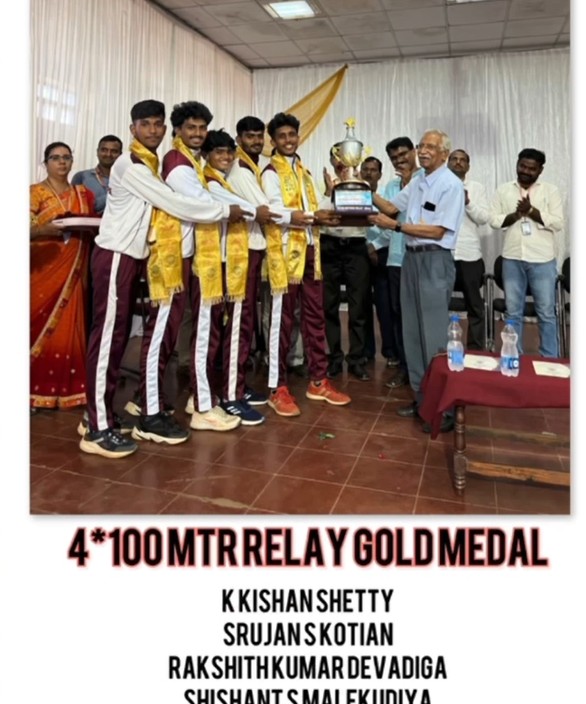 4*100 MTR RELAY GOLD MEDAL
K KISHAN SHETTY
SRUJAN S KOTIAN
RAKSHITH KUMAR DEVADIGA
SHISHANT S MALEKUDIYA